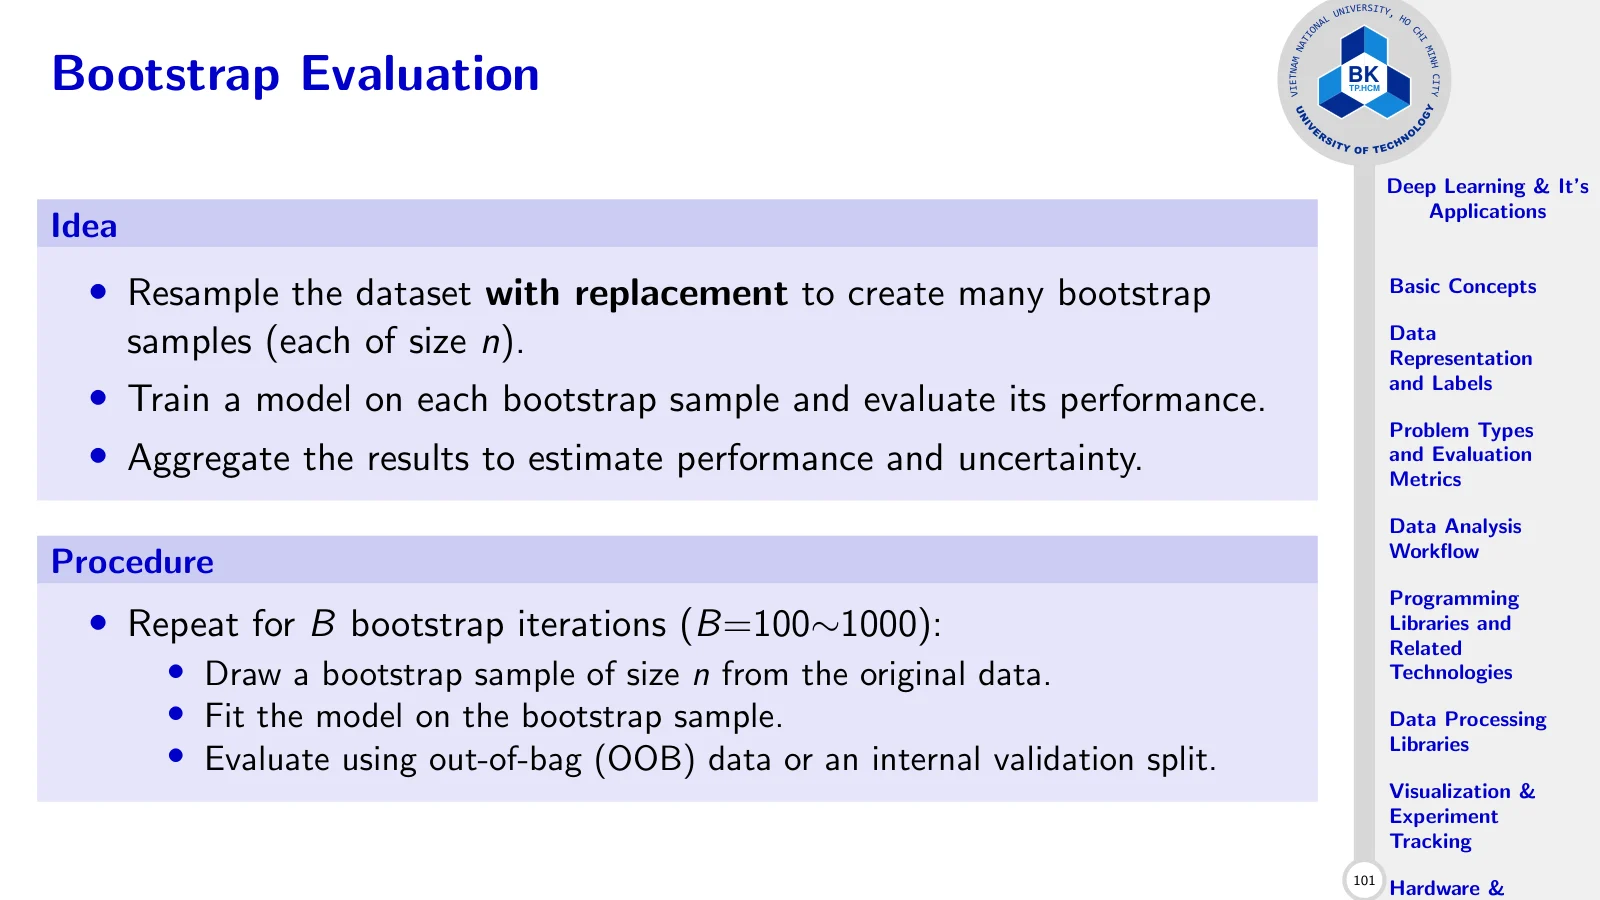 Bootstrap Evaluation
Idea
• Resample the dataset with replacement to create many bootstrap
samples (each of size n).
• Train a model on each bootstrap sample and evaluate its performance.
• Aggregate the results to estimate performance and uncertainty.
Procedure
• Repeat for B bootstrap iterations (B=100∼1000):
• Draw a bootstrap sample of size n from the original data.
• Fit the model on the bootstrap sample.
• Evaluate using out-of-bag (OOB) data or an internal validation split.
VIETNAM NATIONAL UNIVERSITY, HO CHI MINH CITY
BK
TP.HCM
UNIVERSITY OF TECHNOLOGY
Deep Learning & It's
Applications
Basic Concepts
Data
Representation
and Labels
Problem Types
and Evaluation
Metrics
Data Analysis
Workflow
Programming
Libraries and
Related
Technologies
Data Processing
Libraries
Visualization &
Experiment
Tracking
Hardware &
101